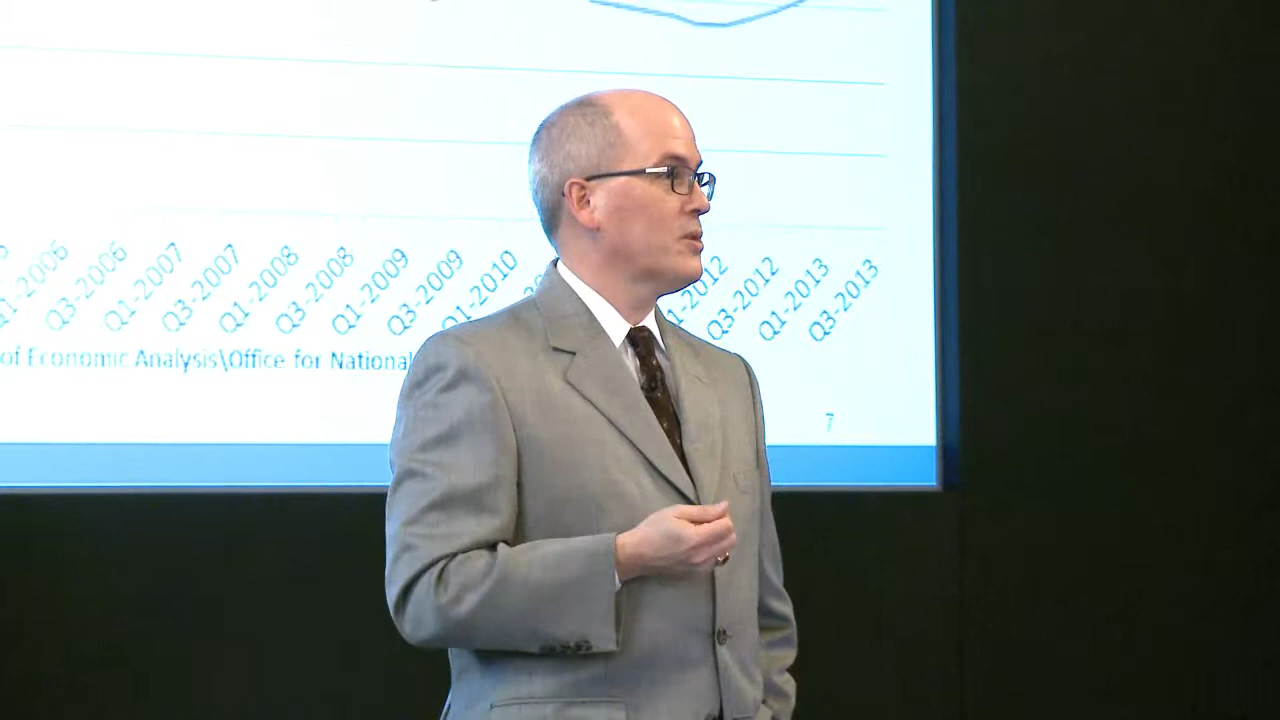 Q1-2006 Q3-2006 Q1-2007 Q3-2007 Q1-2008 Q3-2008 Q1-2009 Q3-2009 Q1-2010 1-2012 Q3-2012 Q1-2013 Q3-2013
of Economic Analysis\Office for National
7